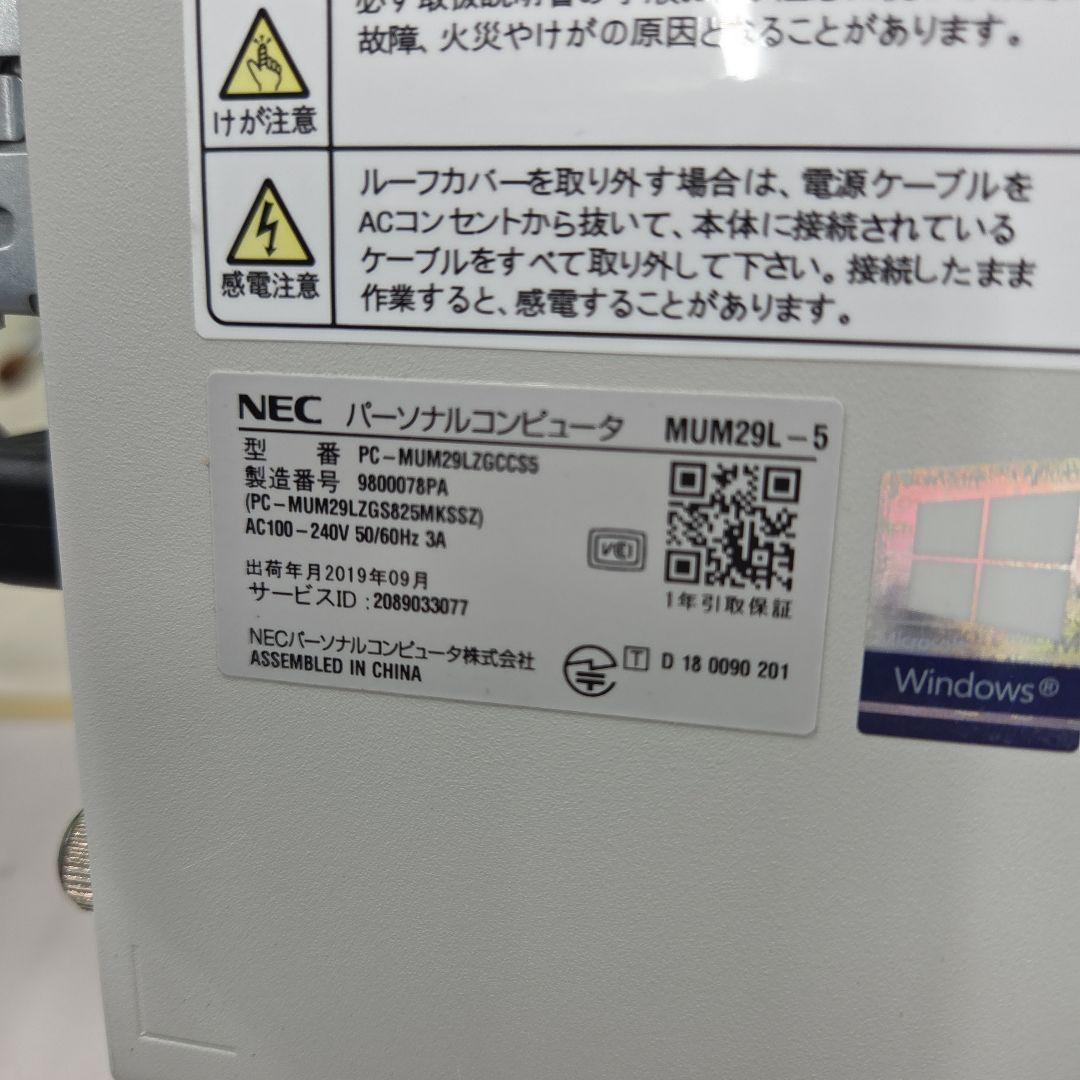 故障、火災やけがの原因となることがあります。
けが注意
ルーフカバーを取り外す場合は、電源ケーブルを
ACコンセントから抜いて、本体に接続されている
ケーブルをすべて取り外して下さい。接続したまま
作業すると、感電することがあります。
感電注意
NEC パーソナルコンピュータ MUM29L-5
型 番 PC-MUM29LZGCCS5
製造番号 9800078PA
(PC-MUM29LZGS825MKSSZ)
AC100-240V 50/60Hz 3A
VCCI
出荷年月2019年09月
サービスID:2089033077
1年引取保証
NECパーソナルコンピュータ株式会社
ASSEMBLED IN CHINA
T D 18 0090 201
Windows®